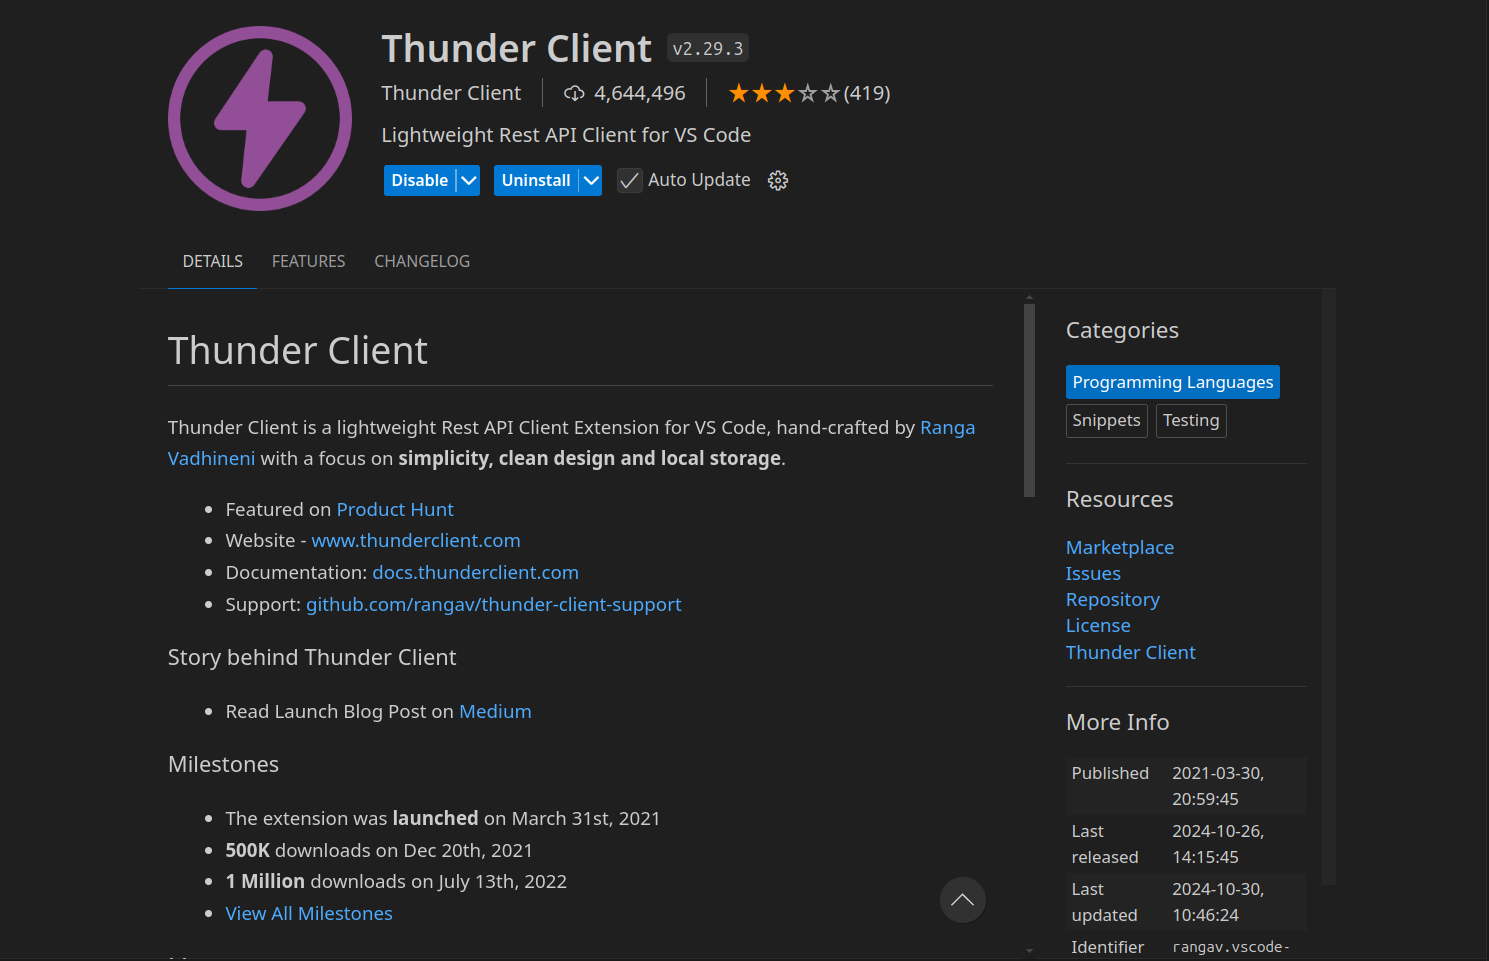 Thunder Client v2.29.3
Thunder Client 4,644,496 (419)
Lightweight Rest API Client for VS Code
Disable Uninstall Auto Update
DETAILS FEATURES CHANGELOG
Thunder Client
Thunder Client is a lightweight Rest API Client Extension for VS Code, hand-crafted by Ranga
Vadhineni with a focus on simplicity, clean design and local storage.
Featured on Product Hunt
Website - www.thunderclient.com
Documentation: docs.thunderclient.com
Support: github.com/rangav/thunder-client-support
Story behind Thunder Client
Read Launch Blog Post on Medium
Milestones
The extension was launched on March 31st, 2021
500K downloads on Dec 20th, 2021
1 Million downloads on July 13th, 2022
View All Milestones
Categories
Programming Languages
Snippets Testing
Resources
Marketplace
Issues
Repository
License
Thunder Client
More Info
Published 2021-03-30,
20:59:45
Last 2024-10-26,
released 14:15:45
Last 2024-10-30,
updated 10:46:24
Identifier rangav.vscode-